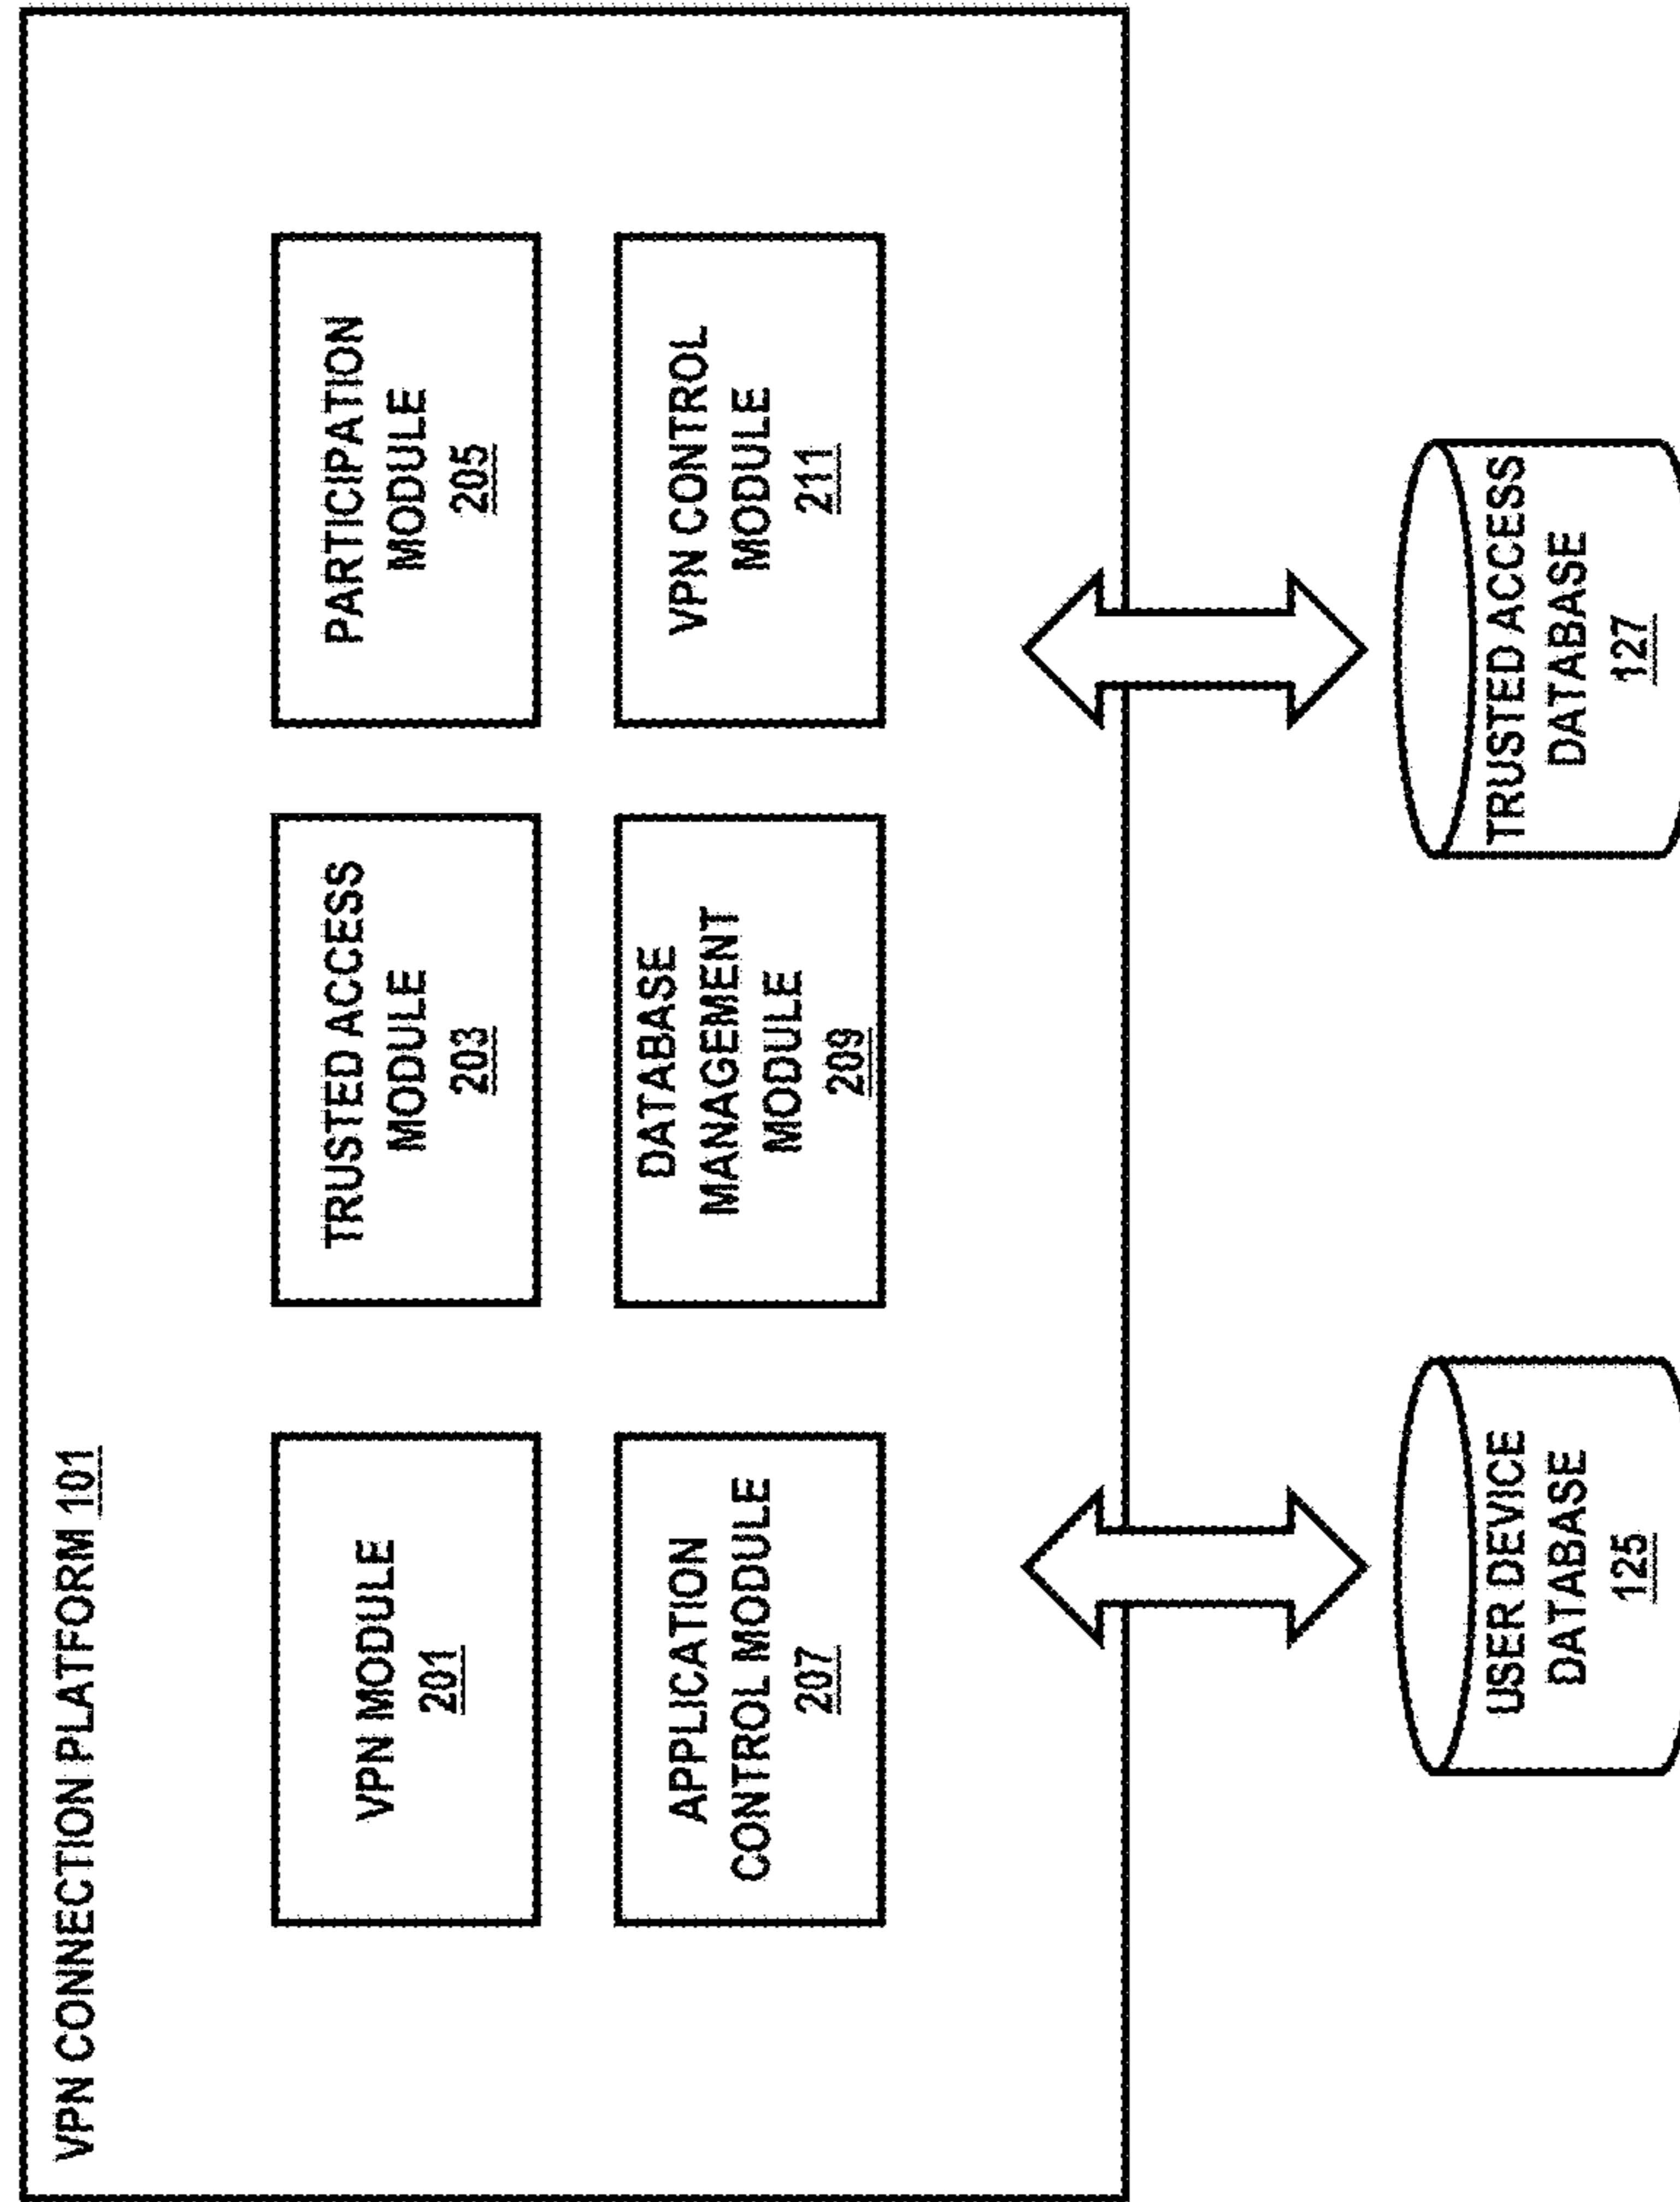 VPN CONNECTION PLATFORM 101
VPN MODULE
201
TRUSTED ACCESS
MODULE
203
PARTICIPATION
MODULE
205
APPLICATION
CONTROL MODULE
207
DATABASE
MANAGEMENT
MODULE
209
VPN CONTROL
MODULE
211
USER DEVICE
DATABASE
125
TRUSTED ACCESS
DATABASE
127